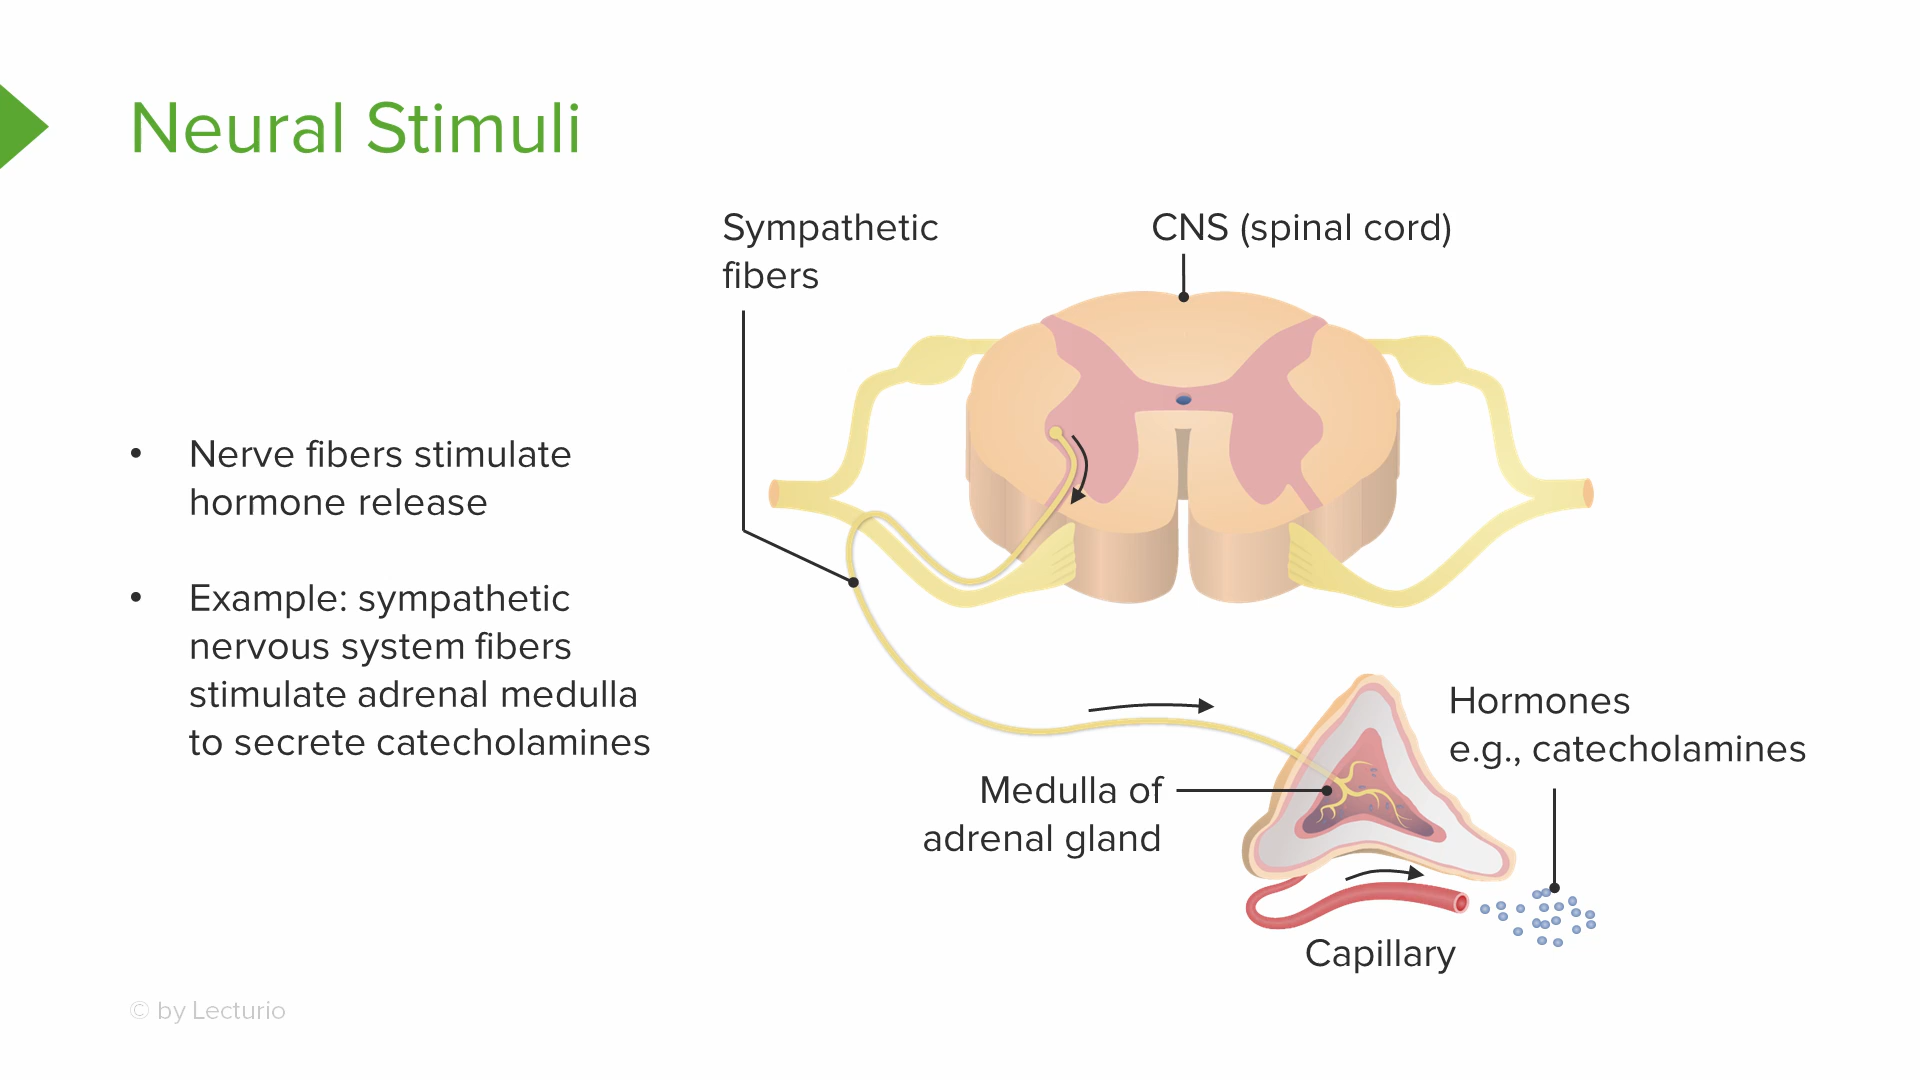 Neural Stimuli
Sympathetic
fibers
CNS (spinal cord)
• Nerve fibers stimulate
hormone release
• Example: sympathetic
nervous system fibers
stimulate adrenal medulla
to secrete catecholamines
Hormones
e.g., catecholamines
Medulla of
adrenal gland
Capillary
© by Lecturio